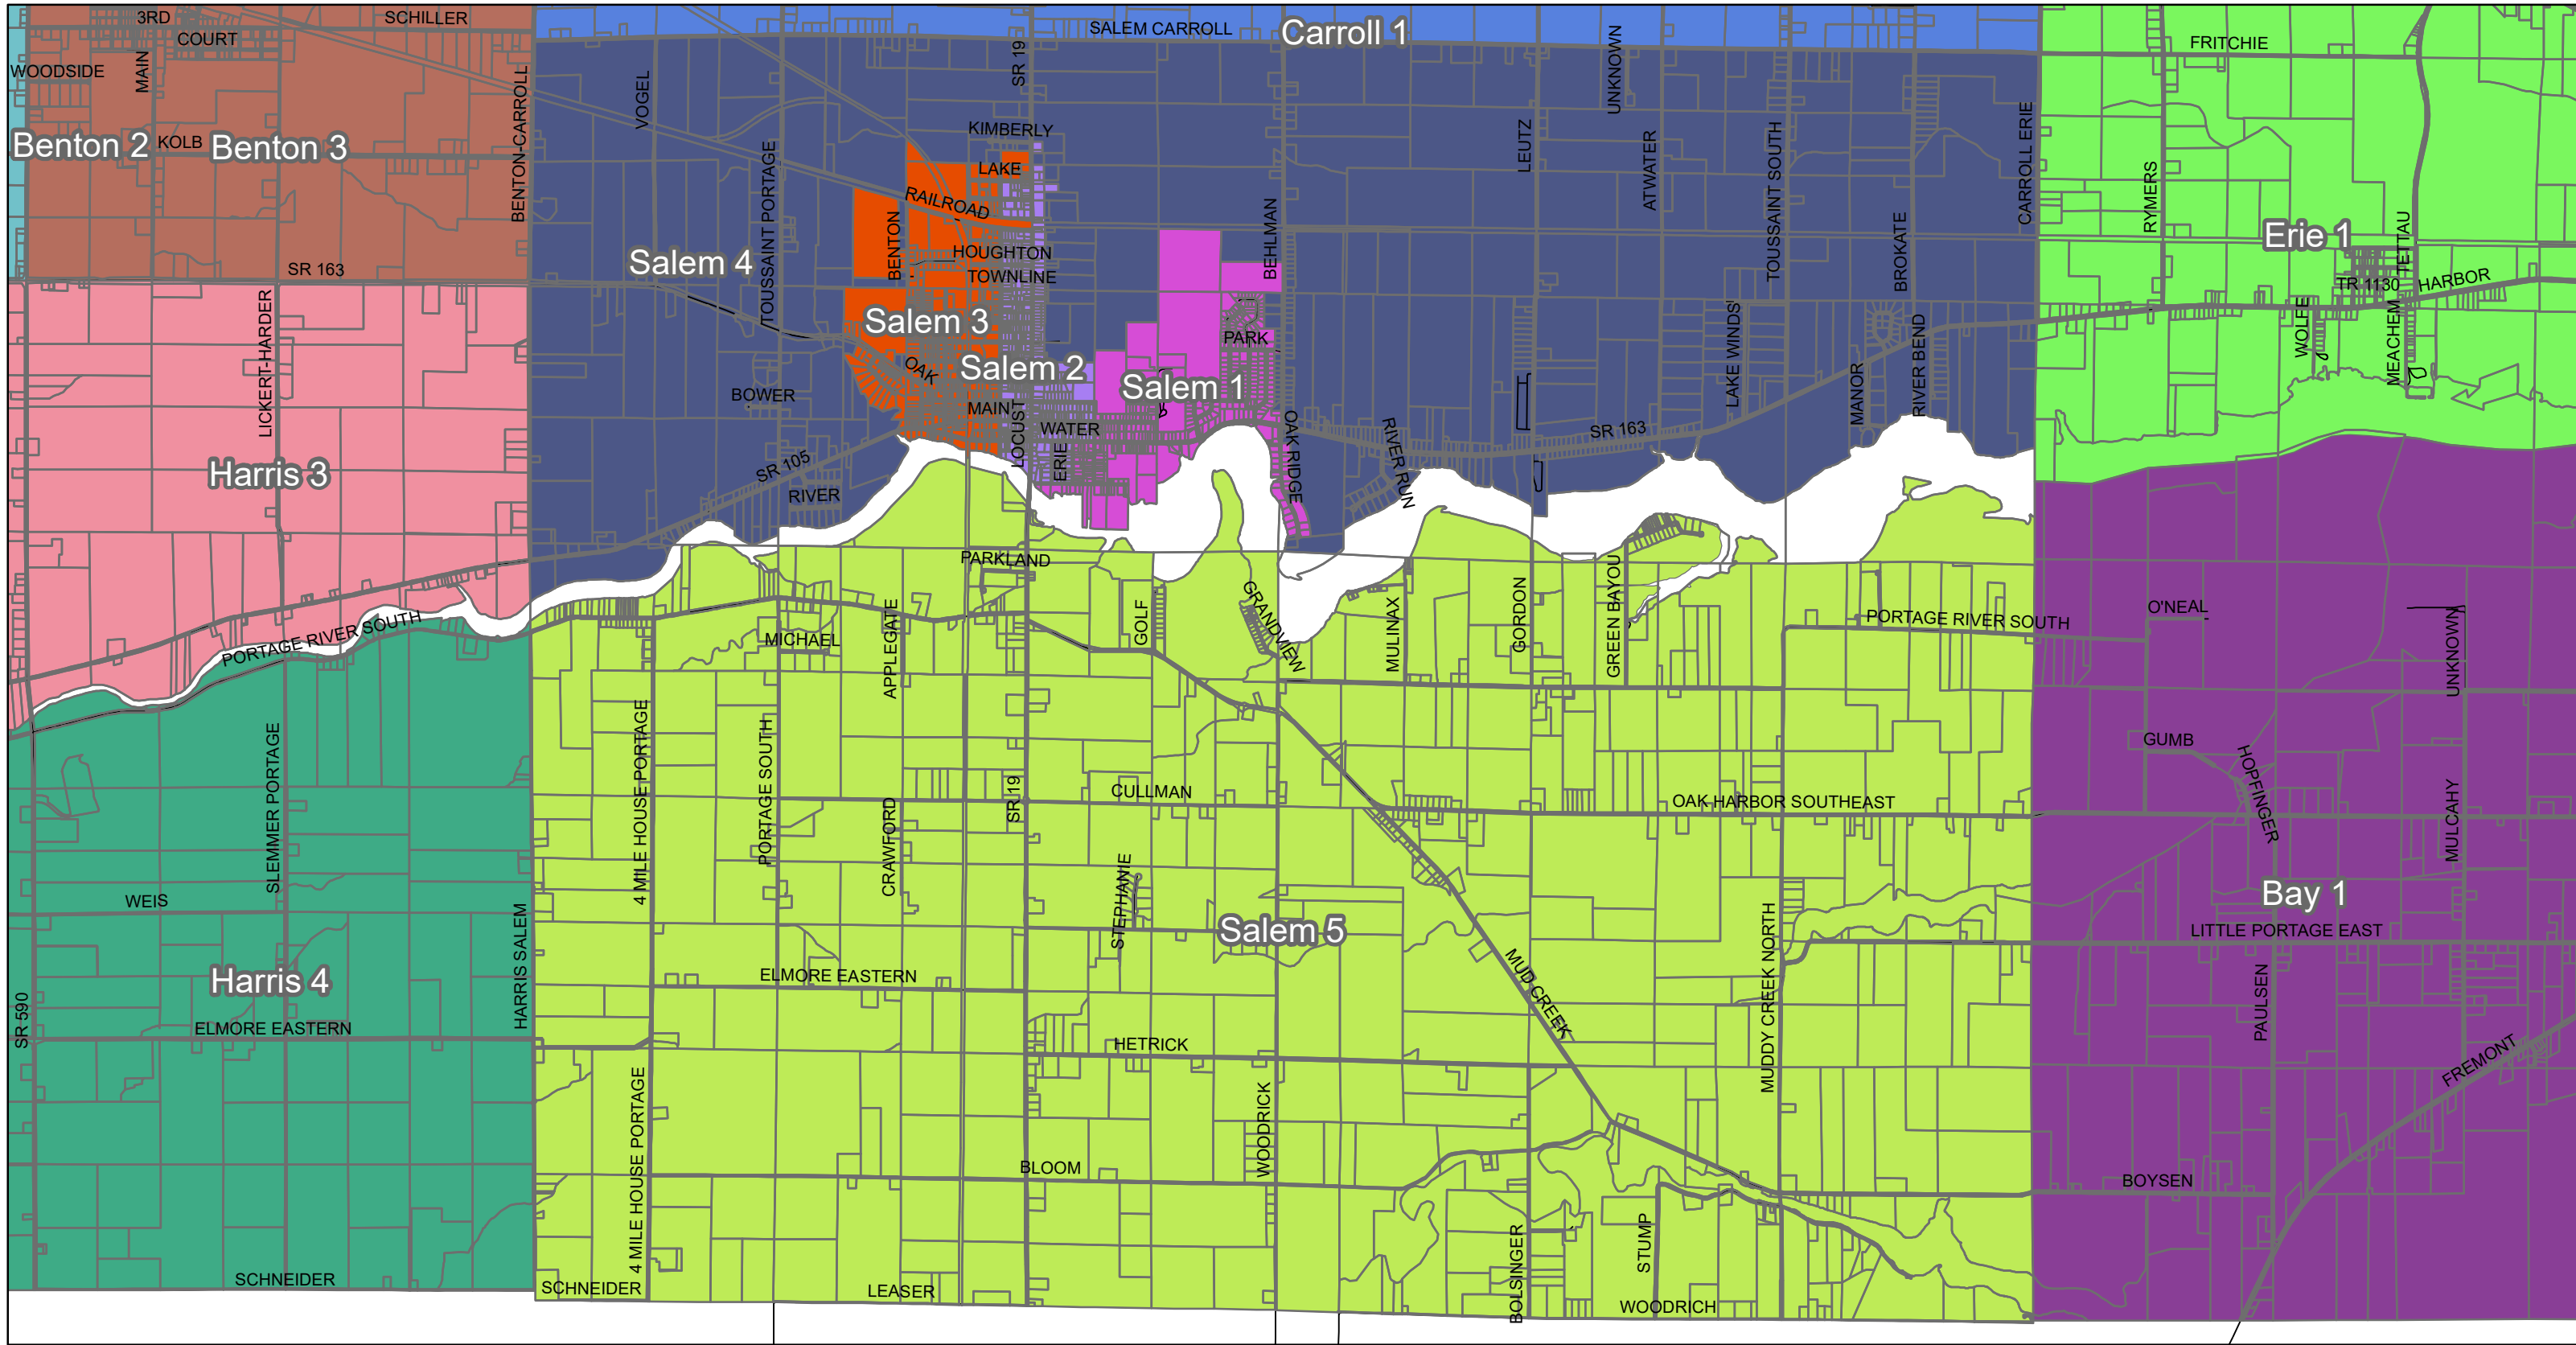 3RD
SCHILLER
COURT
SALEM CARROLL
Carroll 1
FRITCHIE
WOODSIDE
MAIN
BENTON-CARROLL
VOGEL
SR 19
UNKNOWN
KIMBERLY
Benton 2
KOLB
Benton 3
LAKE
LEUTZ
ATWATER
TOUSSAINT SOUTH
CARROLL ERIE
RYMERS
TOUSSAINT PORTAGE
RAILROAD
BENTON
HOUGHTON
TOWNLINE
BEHLMAN
BROKATE
Erie 1
TETTAU
SR 163
Salem 4
TR 1130
HARBOR
LICKERT-HARDER
Salem 3
PARK
LAKE WINDS
RIVER BEND
WOLFE
MEACHEM
OAK
Salem 2
Salem 1
BOWER
MAIN
MANOR
LOCUST
WATER
ERIE
OAK RIDGE
RIVER RUN
SR 163
Harris 3
SR 105
RIVER
PARKLAND
GOLF
GRANDVIEW
MULINAX
GORDON
GREEN BAYOU
PORTAGE RIVER SOUTH
O'NEAL
PORTAGE RIVER SOUTH
MICHAEL
APPLEGATE
UNKNOWN
SLEMMER PORTAGE
4 MILE HOUSE PORTAGE
PORTAGE SOUTH
CRAWFORD
SR 19
CULLMAN
OAK HARBOR SOUTHEAST
GUMB
HOPFINGER
MULCAHY
WEIS
STEPHANIE
Salem 5
Bay 1
LITTLE PORTAGE EAST
HARRIS SALEM
Harris 4
ELMORE EASTERN
MUD CREEK
MUDDY CREEK NORTH
PAULSEN
SR 590
ELMORE EASTERN
HETRICK
FREMONT
4 MILE HOUSE PORTAGE
BLOOM
WOODRICK
BOYSEN
BOLSINGER
STUMP
SCHNEIDER
SCHNEIDER
LEASER
WOODRICH